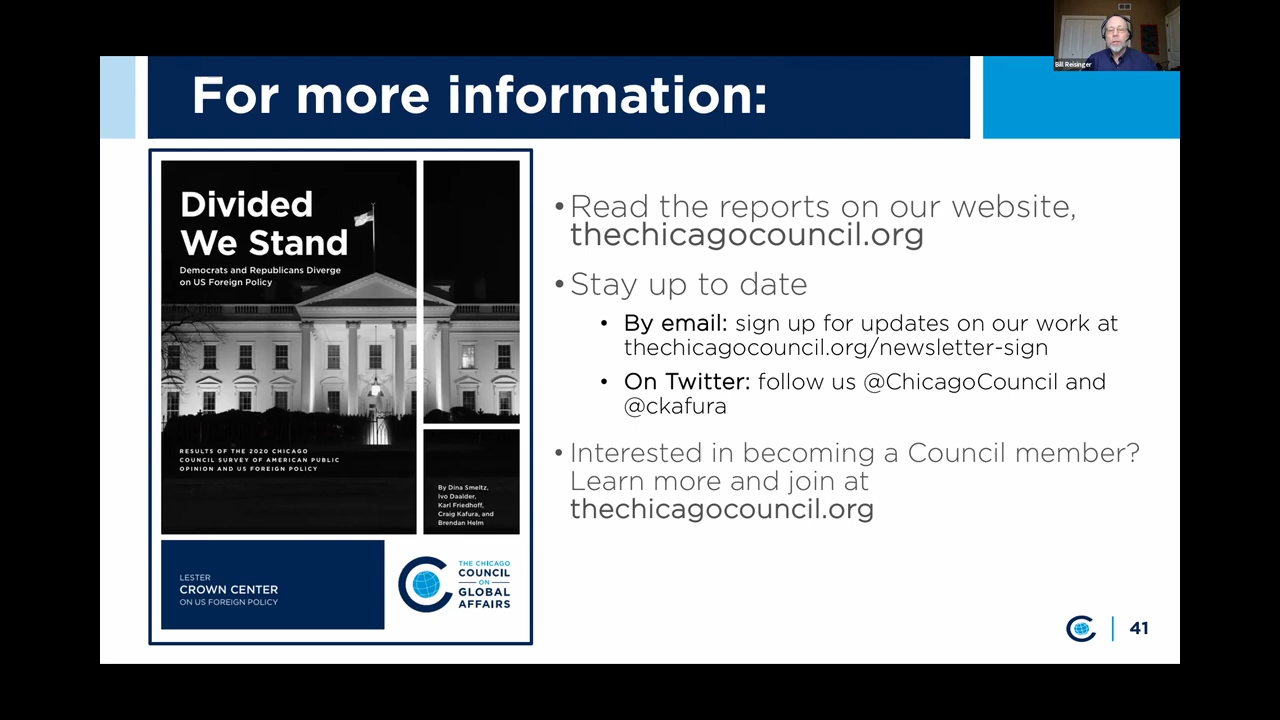 Bill Reisinger
For more information:
Divided
We Stand
Democrats and Republicans Diverge
on US Foreign Policy
RESULTS OF THE 2020 CHICAGO
COUNCIL SURVEY OF AMERICAN PUBLIC
OPINION AND US FOREIGN POLICY
By Dina Smeltz,
Ivo Daalder,
Karl Friedhoff,
Craig Kafura, and
Brendan Helm
LESTER
CROWN CENTER
ON US FOREIGN POLICY
THE CHICAGO
COUNCIL
ON
GLOBAL
AFFAIRS
• Read the reports on our website,
thechicagocouncil.org
• Stay up to date
• By email: sign up for updates on our work at
thechicagocouncil.org/newsletter-sign
• On Twitter: follow us @ChicagoCouncil and
@ckafura
• Interested in becoming a Council member?
Learn more and join at
thechicagocouncil.org
41